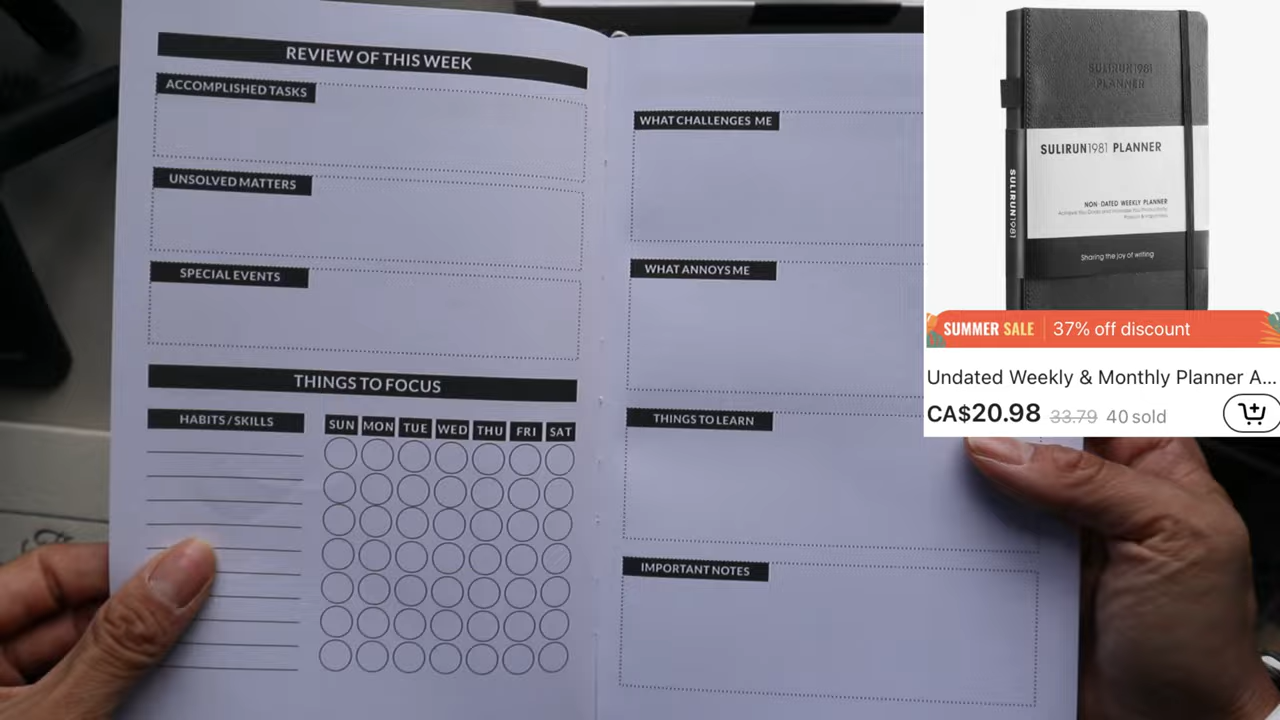 REVIEW OF THIS WEEK
ACCOMPLISHED TASKS
UNSOLVED MATTERS
SPECIAL EVENTS
THINGS TO FOCUS
HABITS / SKILLS
SUN MON TUE WED THU FRI SAT
WHAT CHALLENGES ME
WHAT ANNOYS ME
THINGS TO LEARN
IMPORTANT NOTES
SULIRUN1981
PLANNER
SULIRUN1981 PLANNER
SULIRUN1981
NON-DATED WEEKLY PLANNER
Sharing the joy of writing
SUMMER SALE 37% off discount
Undated Weekly & Monthly Planner A...
CA$20.98 33.79 40 sold